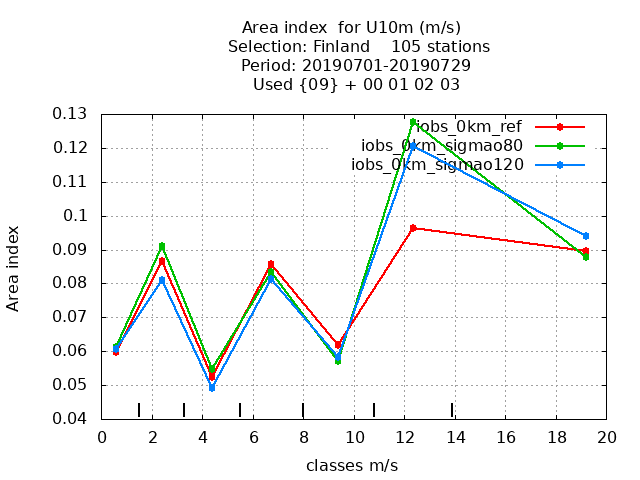 Area index  for U10m (m/s)
Selection: Finland    105 stations
Period: 20190701-20190729
Used {09} + 00 01 02 03
0.13
0.12
0.11
0.1
0.09
0.08
0.07
0.06
0.05
0.04
Area index
iobs_0km_ref
iobs_0km_sigmao80
iobs_0km_sigmao120
0 2 4 6 8 10 12 14 16 18 20
classes m/s